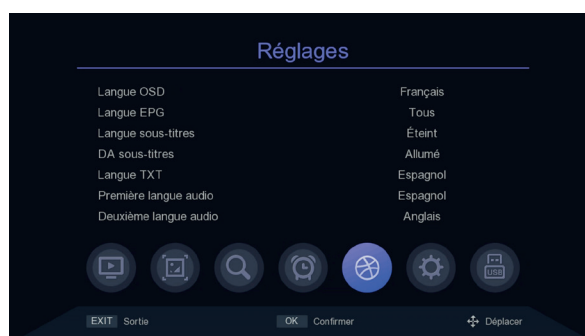 Réglages
Langue OSD Français
Langue EPG Tous
Langue sous-titres Éteint
DA sous-titres Allumé
Langue TXT Espagnol
Première langue audio Espagnol
Deuxième langue audio Anglais
USB
EXIT Sortie OK Confirmer Déplacer